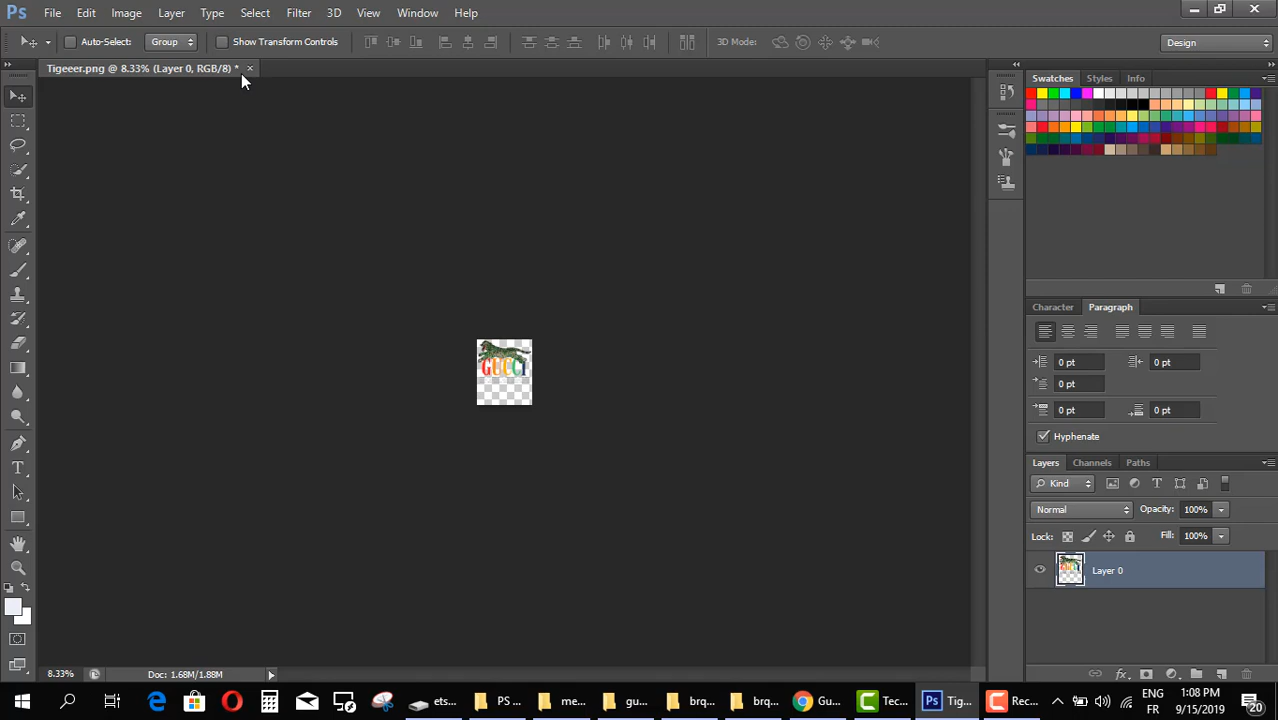 Ps File Edit Image Layer Type Select Filter 3D View Window Help
Auto-Select: Group Show Transform Controls 3D Mode: Design
Tigeeer.png @ 8.33% (Layer 0, RGB/8) *
Swatches Styles Info
GUCCI
Character Paragraph
0 pt 0 pt
0 pt
0 pt 0 pt
Hyphenate
Layers Channels Paths
Kind
Normal Opacity: 100%
Lock: Fill: 100%
Layer 0
8.33% Doc: 1.68M/1.88M
ets... PS ... me... gu... brq... brq... Gu... Tec... Ps Tig... Rec... ENG 1:08 PM
FR 9/15/2019 20